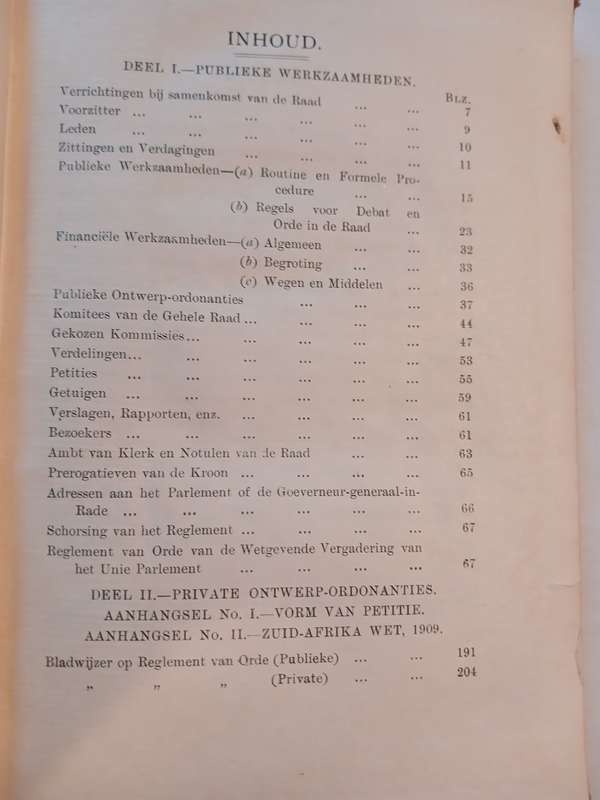 INHOUD.
DEEL I.—PUBLIEKE WERKZAAMHEDEN.
BLZ.
Verrichtingen bij samenkomst van de Raad ... ... 7
Voorzitter ... ... ... ... ... ... 9
Leden ... ... ... ... ... ... 10
Zittingen en Verdagingen ... ... ... ... 11
Publieke Werkzaamheden—(a) Routine en Formele Pro-
cedure ... ... 15
(b) Regels voor Debat en
Orde in de Raad ... 23
Financiële Werkzaamheden—(a) Algemeen ... ... 32
(b) Begroting ... ... 33
(c) Wegen en Middelen ... 36
Publieke Ontwerp-ordonanties ... ... ... 37
Komitees van de Gehele Raad ... ... ... ... 44
Gekozen Kommissies ... ... ... ... ... 47
Verdelingen ... ... ... ... ... ... 53
Petities ... ... ... ... ... ... 55
Getuigen ... ... ... ... ... ... 59
Verslagen, Rapporten, enz. ... ... ... ... 61
Bezoekers ... ... ... ... ... ... 61
Ambt van Klerk en Notulen van de Raad ... ... 63
Prerogatieven van de Kroon ... ... ... ... 65
Adressen aan het Parlement of de Goeverneur-generaal-in-
Rade ... ... ... ... ... ... 66
Schorsing van het Reglement ... ... ... ... 67
Reglement van Orde van de Wetgevende Vergadering van
het Unie Parlement ... ... ... ... 67
DEEL II.—PRIVATE ONTWERP-ORDONANTIES.
AANHANGSEL No. I.—VORM VAN PETITIE.
AANHANGSEL No. II.—ZUID-AFRIKA WET, 1909.
Bladwijzer op Reglement van Orde (Publieke) ... ... 191
„ „ „ (Private) ... ... 204